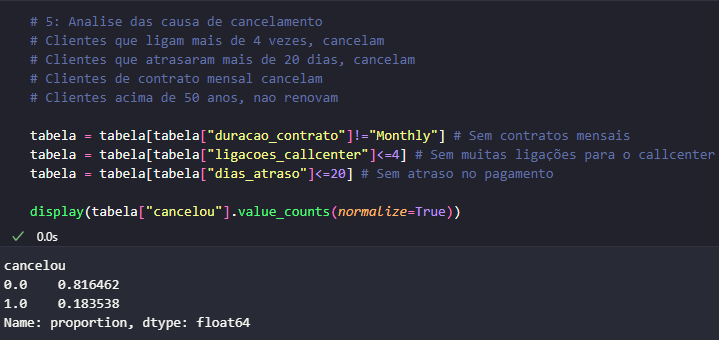 # 5: Analise das causa de cancelamento
# Clientes que ligam mais de 4 vezes, cancelam
# Clientes que atrasaram mais de 20 dias, cancelam
# Clientes de contrato mensal cancelam
# Clientes acima de 50 anos, nao renovam
tabela = tabela[tabela["duracao_contrato"]!="Monthly"] # Sem contratos mensais
tabela = tabela[tabela["ligacoes_callcenter"]<=4] # Sem muitas ligações para o callcenter
tabela = tabela[tabela["dias_atraso"]<=20] # Sem atraso no pagamento
display(tabela["cancelou"].value_counts(normalize=True))
0.0s
cancelou
0.0    0.816462
1.0    0.183538
Name: proportion, dtype: float64